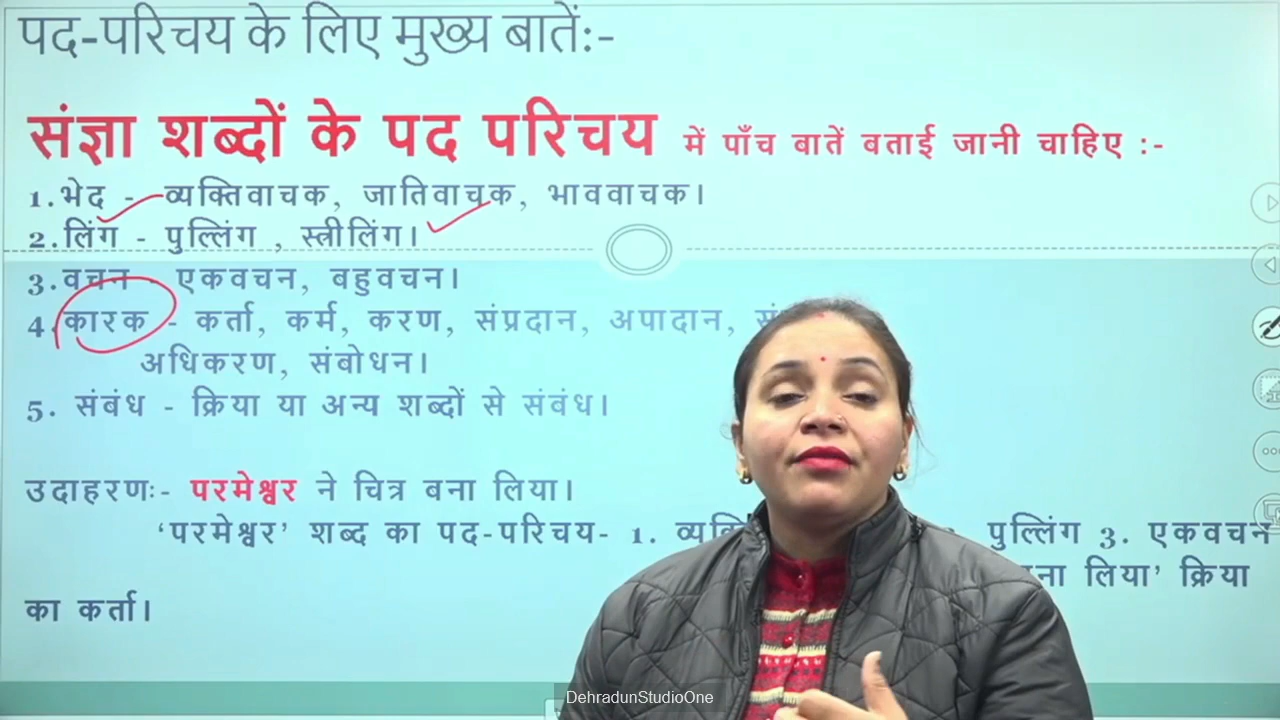 पद-परिचय के लिए मुख्य बातें:-
संज्ञा शब्दों के पद परिचय में पाँच बातें बताई जानी चाहिए :-
1.भेद - व्यक्तिवाचक, जातिवाचक, भाववाचक।
2.लिंग - पुल्लिंग , स्त्रीलिंग।
3.वचन - एकवचन, बहुवचन।
4.कारक - कर्ता, कर्म, करण, संप्रदान, अपादान,
अधिकरण, संबोधन।
5. संबंध - क्रिया या अन्य शब्दों से संबंध।
उदाहरणः- परमेश्वर ने चित्र बना लिया।
‘परमेश्वर’ शब्द का पद-परिचय- 1. पुल्लिंग 3. एकवचन
लिया’ क्रिया
का कर्ता।
DehradunStudioOne